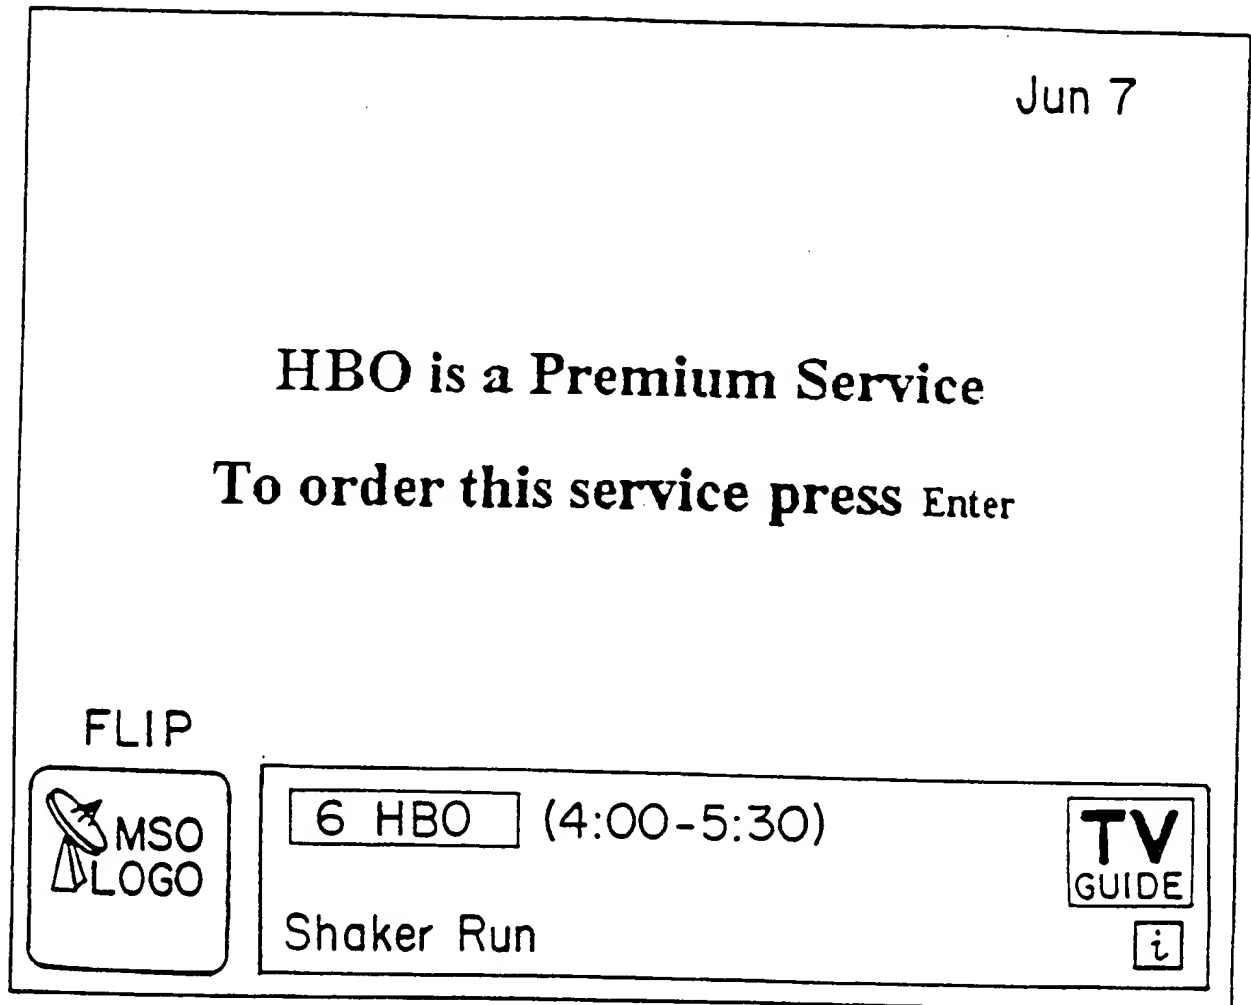 Jun 7
HBO is a Premium Service
To order this service press Enter
FLIP
MSO
LOGO
6 HBO (4:00-5:30)
Shaker Run
TV
GUIDE
i